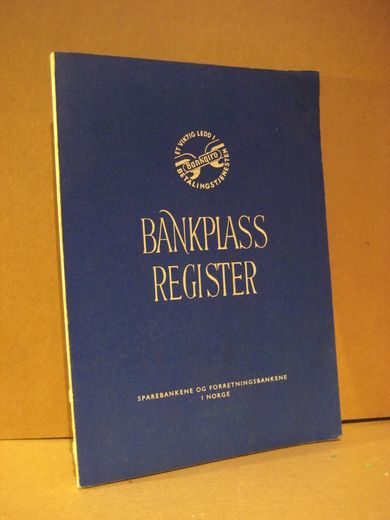 ET VIKTIG LEDD I
Bankgiro
BETALINGSTJENESTEN
BANKPLASS
REGISTER
SPAREBANKENE OG FORRETNINGSBANKENE
I NORGE